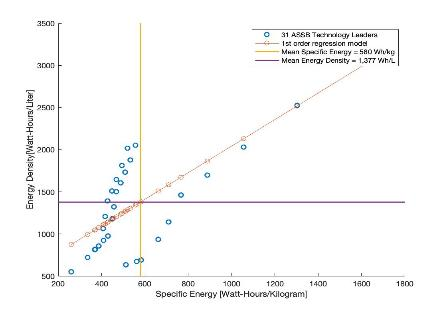 3500
3000
2500
2000
1500
1000
500
Energy Density[Watt-Hours/Liter]
31 ASSB Technology Leaders
1st order regression model
Mean Specific Energy = 580 Wh/kg
Mean Energy Density = 1,377 Wh/L
200 400 600 800 1000 1200 1400 1600 1800
Specific Energy [Watt-Hours/Kilogram]